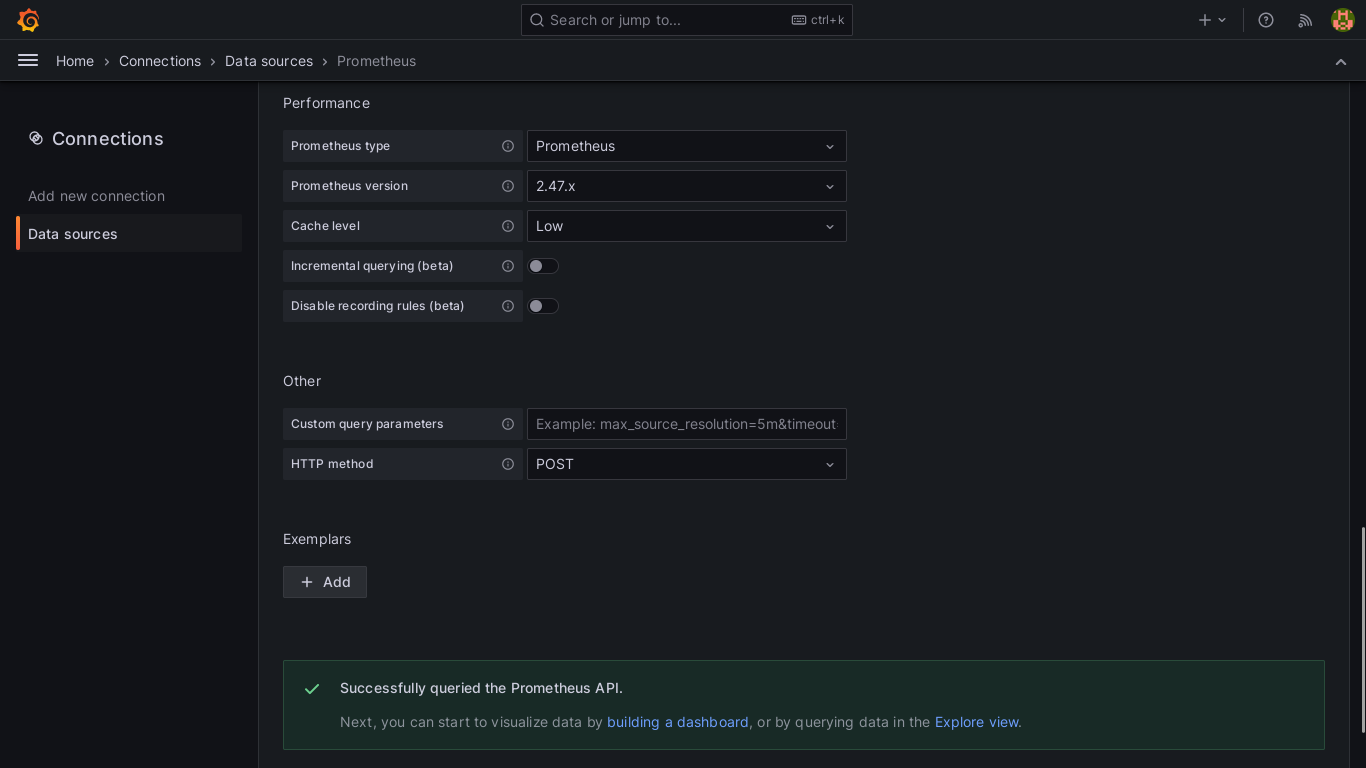 Search or jump to...
ctrl+k
Home
Connections
Data sources
Prometheus
Connections
Add new connection
Data sources
Performance
Prometheus type
Prometheus
Prometheus version
2.47.x
Cache level
Low
Incremental querying (beta)
Disable recording rules (beta)
Other
Custom query parameters
Example: max_source_resolution=5m&timeout
HTTP method
POST
Exemplars
Add
Successfully queried the Prometheus API.
Next, you can start to visualize data by building a dashboard, or by querying data in the Explore view.